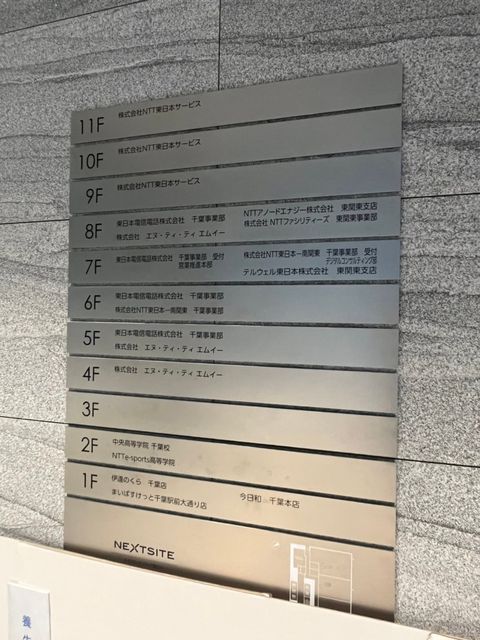 11F 株式会社NTT東日本サービス
10F 株式会社NTT東日本サービス
9F 株式会社NTT東日本サービス
8F 東日本電信電話株式会社 千葉事業部 NTTアノードエナジー株式会社 東関東支店
株式会社 エヌ・ティ・ティ エムイー 株式会社 NTTファシリティーズ 東関東事業部
7F 東日本電信電話株式会社 千葉事業部 受付 株式会社NTT東日本―南関東 千葉事業部 受付
営業推進本部 デジタルコンサルティング部
テルウェル東日本株式会社 東関東支店
6F 東日本電信電話株式会社 千葉事業部
株式会社NTT東日本―南関東 千葉事業部
5F 東日本電信電話株式会社 千葉事業部
株式会社 エヌ・ティ・ティ エムイー
4F 株式会社 エヌ・ティ・ティ エムイー
3F
2F 中央高等学院 千葉校
NTTe-sports高等学院
1F 伊達のくら 千葉店 今日和 千葉本店
まいばすけっと千葉駅前大通り店
NEXTSITE
養生